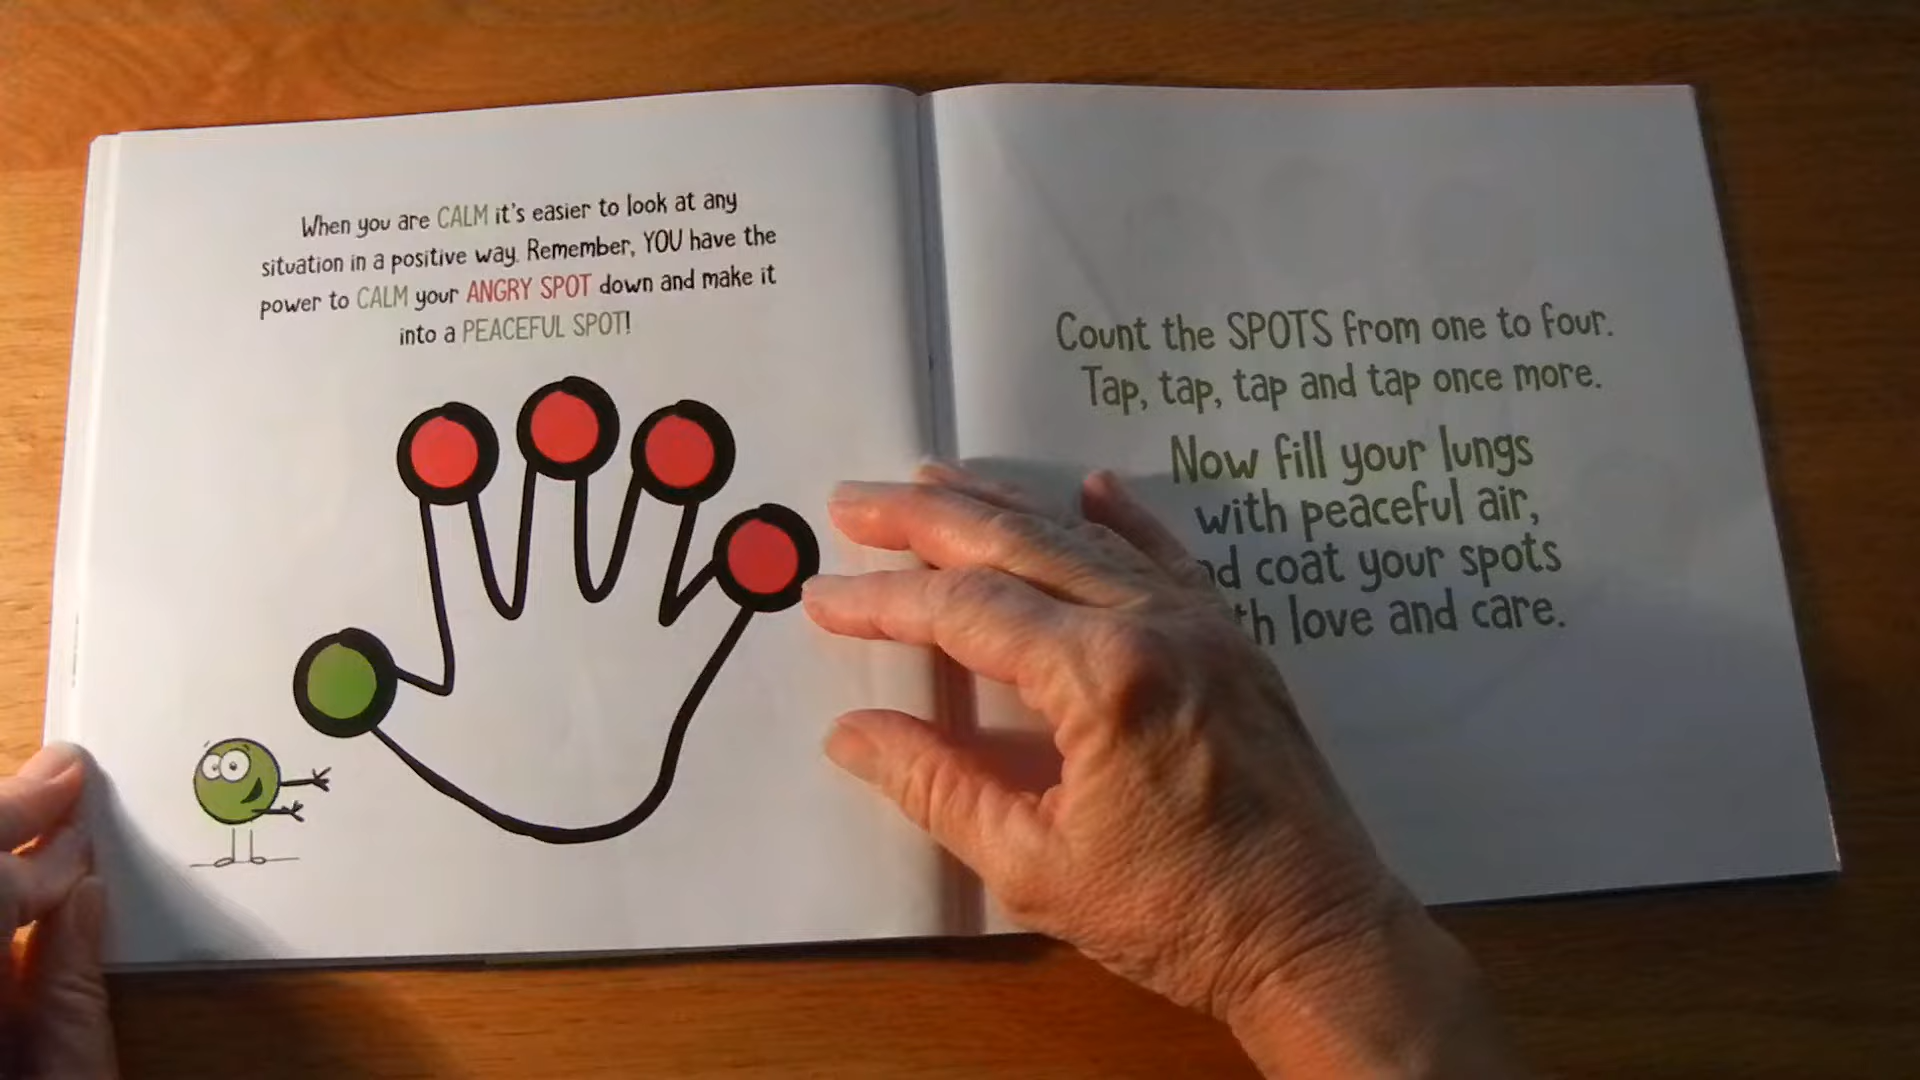 When you are CALM it's easier to look at any
situation in a positive way. Remember, YOU have the
power to CALM your ANGRY SPOT down and make it
into a PEACEFUL SPOT!
Count the SPOTS from one to four.
Tap, tap, tap and tap once more.
Now fill your lungs
with peaceful air,
coat your spots
love and care.